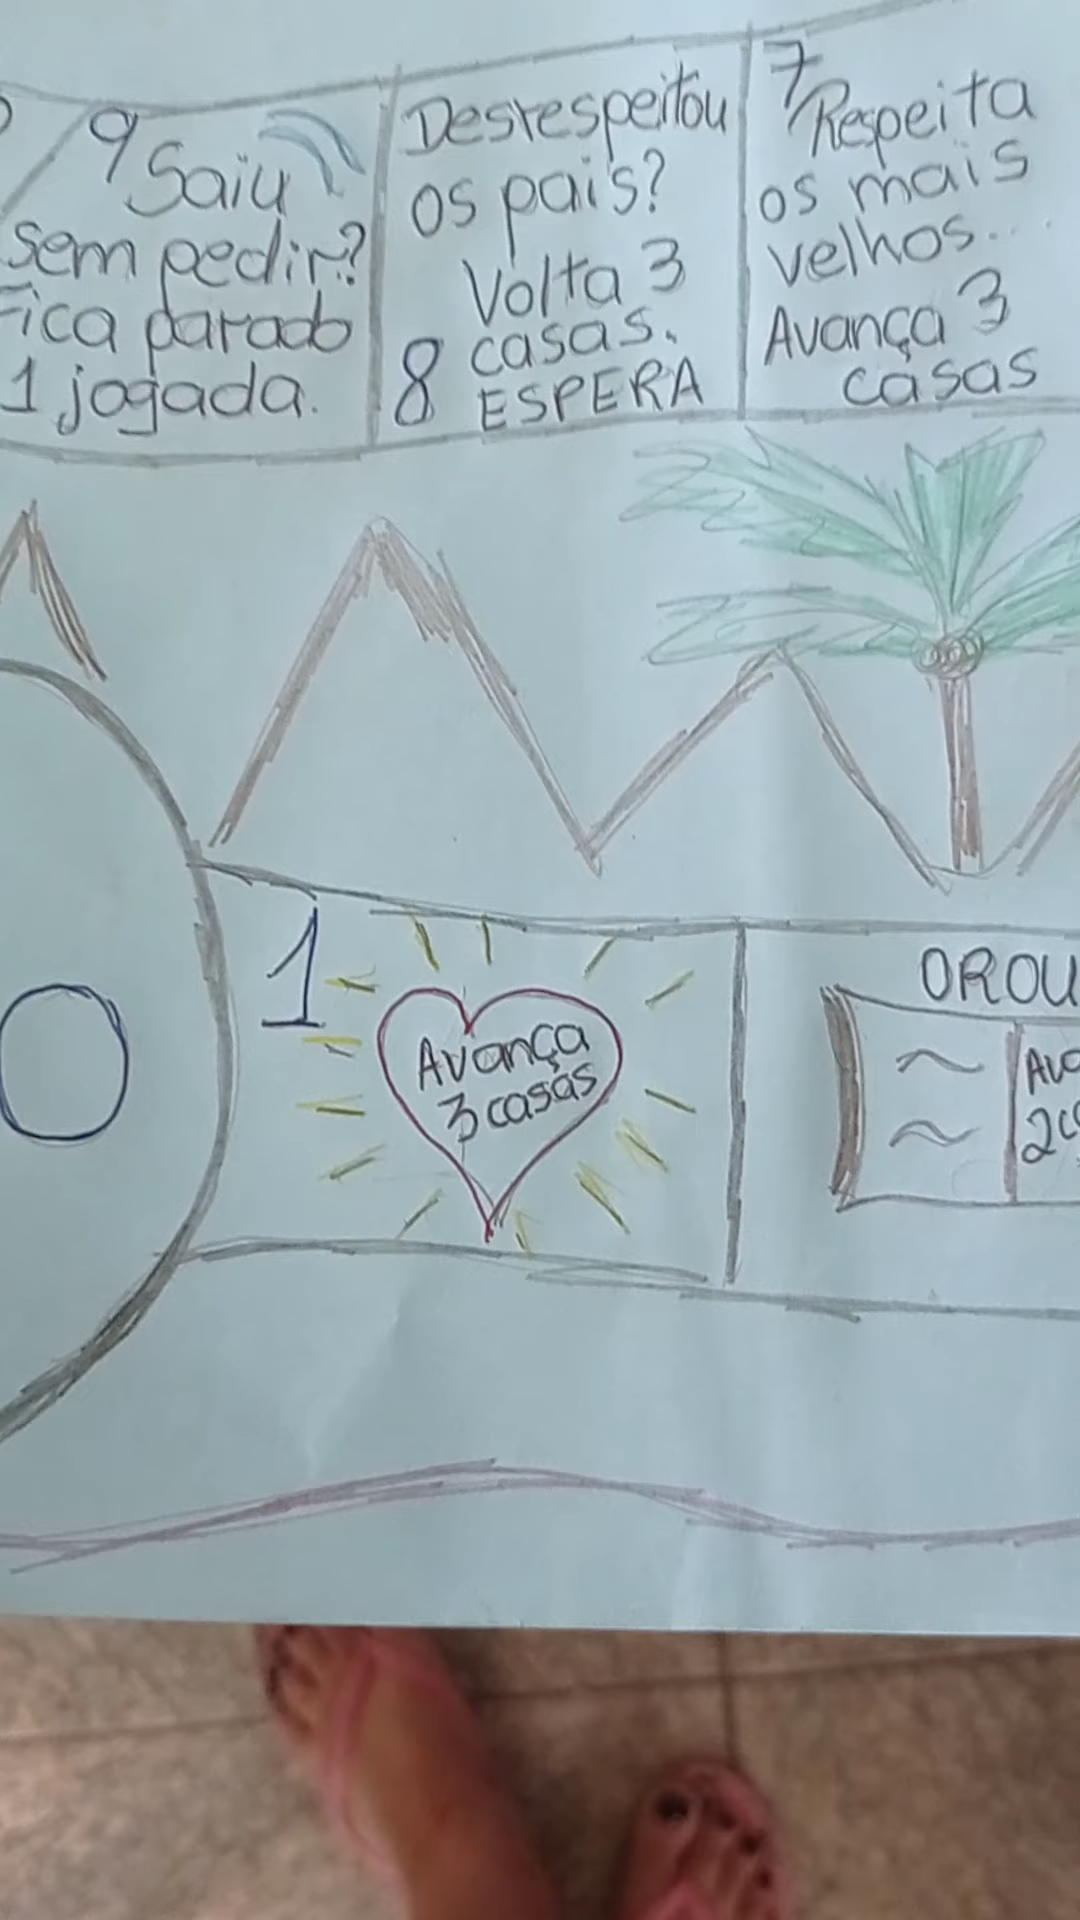 9
Saiu
sem pedir?
Fica parado
1 jogada.
Desrespeitou
os pais?
Volta 3
casas.
8 ESPERA
7
Respeita
os mais
velhos...
Avança 3
casas
1
Avança
3 casas
0